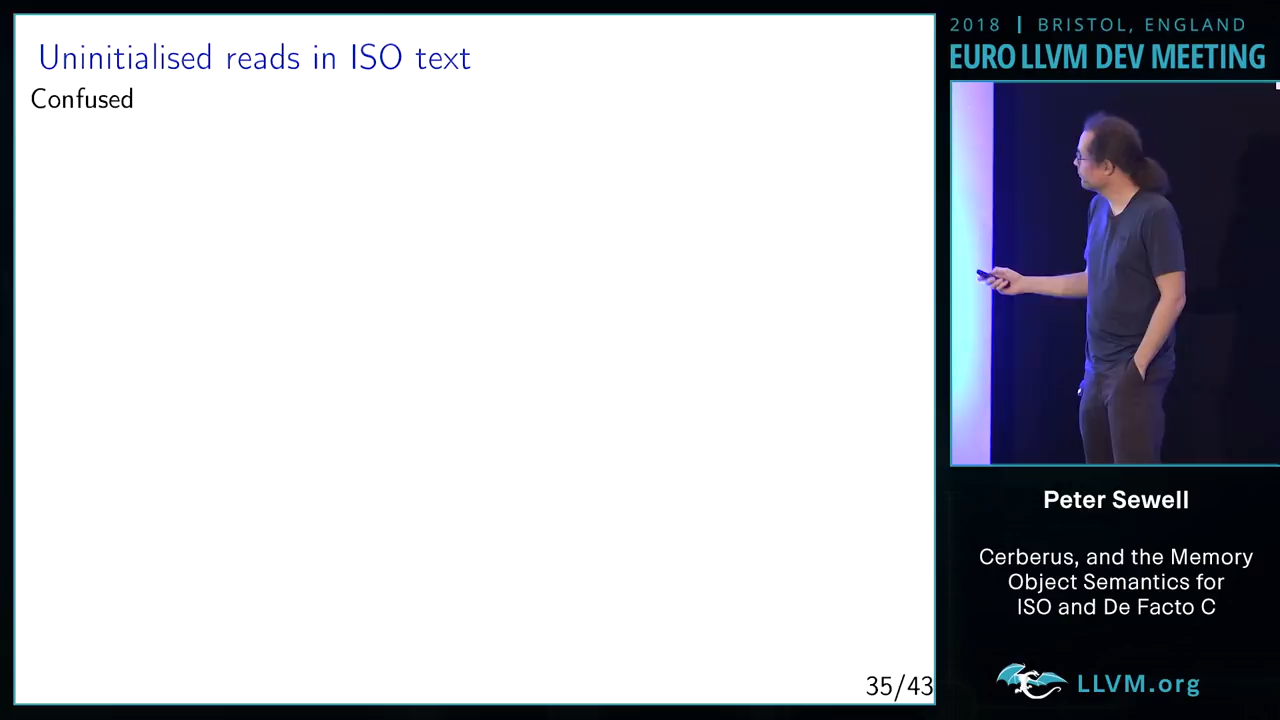 Uninitialised reads in ISO text
Confused
35/43
2018 | BRISTOL, ENGLAND
EURO LLVM DEV MEETING
Peter Sewell
Cerberus, and the Memory
Object Semantics for
ISO and De Facto C
LLVM.org